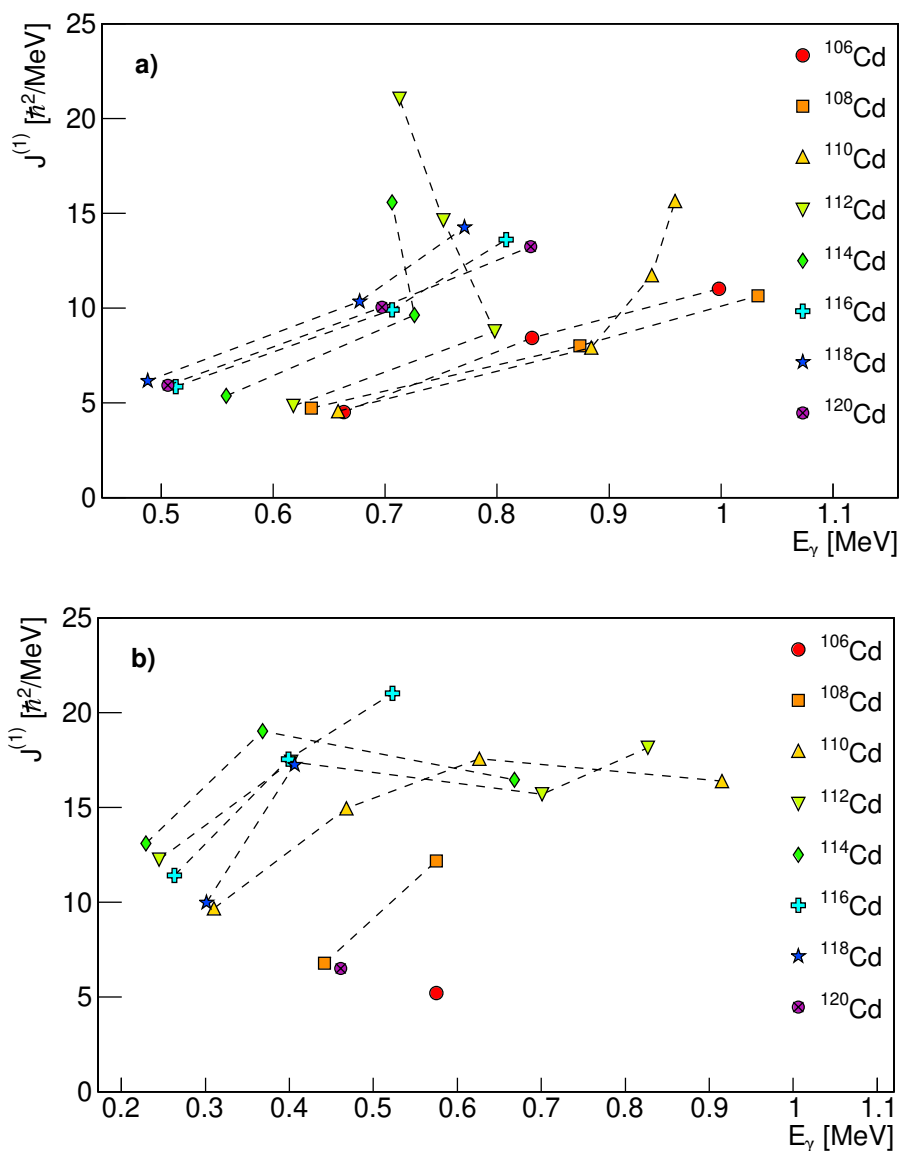 25
20
15
10
5
0
J⁽¹⁾ [ℏ²/MeV]
a)
¹⁰⁶Cd
¹⁰⁸Cd
¹¹⁰Cd
¹¹²Cd
¹¹⁴Cd
¹¹⁶Cd
¹¹⁸Cd
¹²⁰Cd
0.5 0.6 0.7 0.8 0.9 1 1.1
E_γ [MeV]
25
20
15
10
5
0
J⁽¹⁾ [ℏ²/MeV]
b)
¹⁰⁶Cd
¹⁰⁸Cd
¹¹⁰Cd
¹¹²Cd
¹¹⁴Cd
¹¹⁶Cd
¹¹⁸Cd
¹²⁰Cd
0.2 0.3 0.4 0.5 0.6 0.7 0.8 0.9 1 1.1
E_γ [MeV]